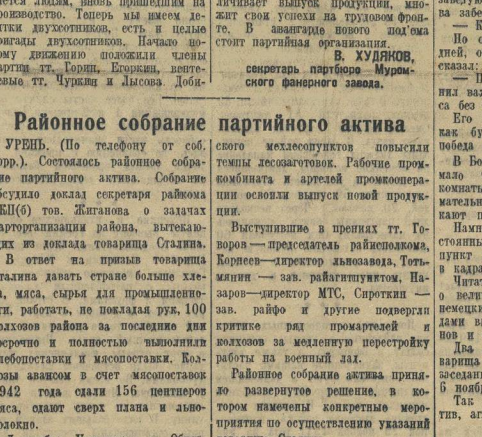 людям, вновь пришедшим на
производство. Теперь мы имеем де-
двухсотников, есть и целые
бригады двухсотников. Начало но-
вому движению положили члены
партии тт. Горин, Егоркин, венте-
тт. Чуркин и Лысова. Доби-
личивает выпуск продукции, мно-
жит свои успехи на трудовом фрон-
те. В авангарде нового под'ема
стоит партийная организация.
В. ХУДЯКОВ,
секретарь партбюро Муром-
ского фанерного завода.
Районное собрание партийного актива
УРЕНЬ. (По телефону от соб.
корр.). Состоялось районное собра-
ние партийного актива. Собрание
обсудило доклад секретаря райкома
ВКП(б) тов. Жиганова о задачах
парторганизации района, вытекаю-
щих из доклада товарища Сталина.
В ответ на призыв товарища
Сталина давать стране больше хле-
ба, мяса, сырья для промышленно-
сти, работать, не покладая рук, 100
колхозов района за последние дни
досрочно и полностью выполнили
хлебопоставки и мясопоставки. Кол-
хозы авансом в счет мясопоставок
1942 года сдали 156 центнеров
мяса, сдают сверх плана и льно-
волокно.
ского мехлесопунктов повысили
темпы лесозаготовок. Рабочие пром-
комбината и артелей промкоопера-
ции освоили выпуск новой продук-
ции.
Выступившие в прениях тт. Го-
воров—председатель райисполкома,
Корнеев—директор льнозавода, Тоть-
мянин — зав. райагитпунктом, На-
заров—директор МТС, Сироткин —
зав. райфо и другие подвергли
критике ряд промартелей и
колхозов за медленную перестройку
работы на военный лад.
Районное собрание актива приня-
ло развернутое решение, в ко-
тором намечены конкретные меро-
приятия по осуществлению указаний